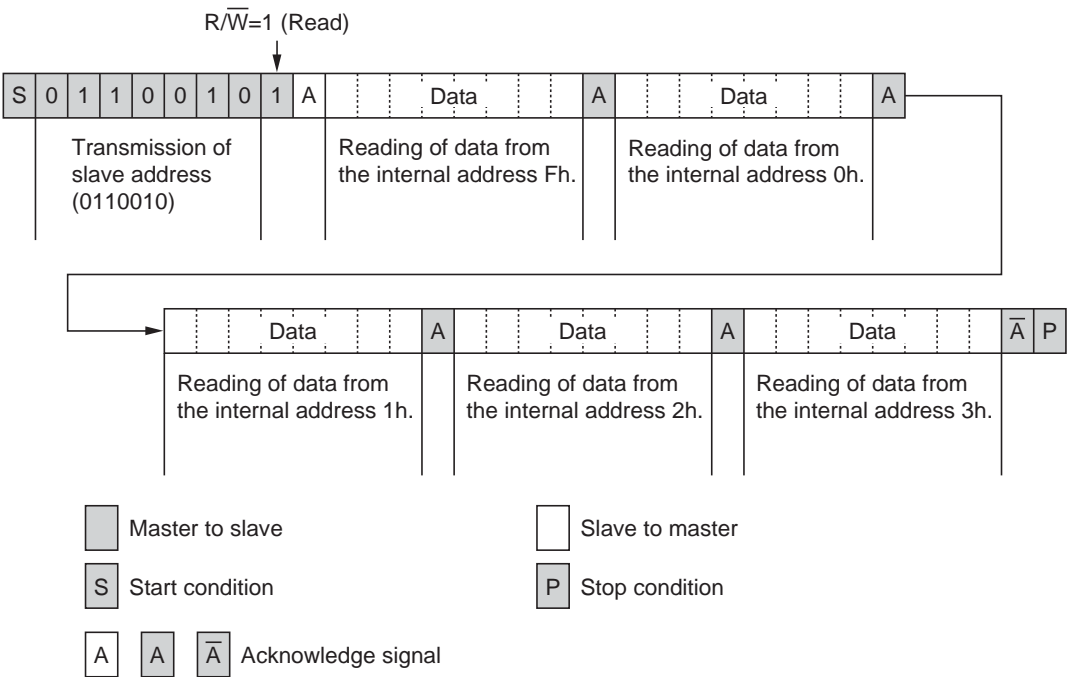 R/W̅=1 (Read)
S 0 1 1 0 0 1 0 1 A Data A Data A
Transmission of
slave address
(0110010)
Reading of data from
the internal address Fh.
Reading of data from
the internal address 0h.
Data A Data A Data A̅ P
Reading of data from
the internal address 1h.
Reading of data from
the internal address 2h.
Reading of data from
the internal address 3h.
Master to slave
Slave to master
S Start condition
P Stop condition
A A A̅ Acknowledge signal